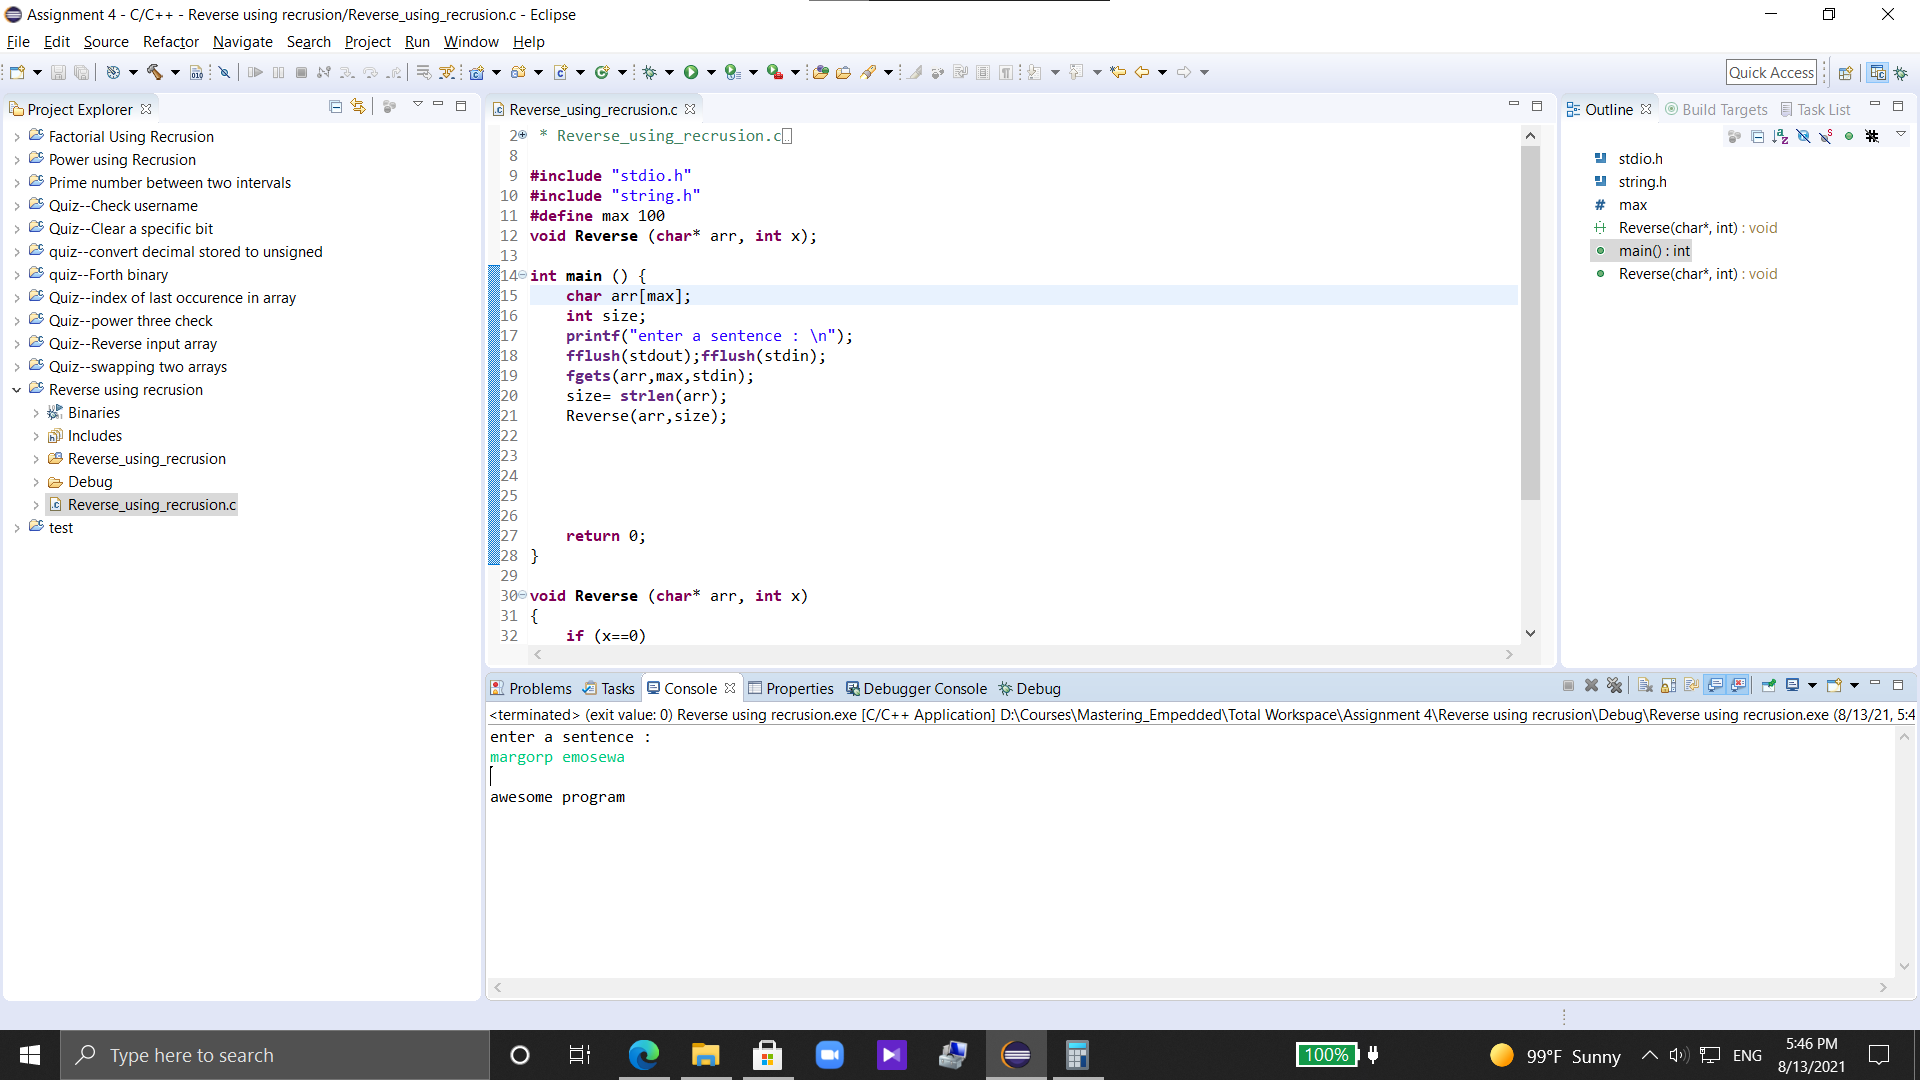 Assignment 4 - C/C++ - Reverse using recrusion/Reverse_using_recrusion.c - Eclipse
File Edit Source Refactor Navigate Search Project Run Window Help
Quick Access
Project Explorer
Factorial Using Recrusion
Power using Recrusion
Prime number between two intervals
Quiz--Check username
Quiz--Clear a specific bit
quiz--convert decimal stored to unsigned
quiz--Forth binary
Quiz--index of last occurence in array
Quiz--power three check
Quiz--Reverse input array
Quiz--swapping two arrays
Reverse using recrusion
Binaries
Includes
Reverse_using_recrusion
Debug
Reverse_using_recrusion.c
test
Reverse_using_recrusion.c
2 * Reverse_using_recrusion.c
8
9 #include "stdio.h"
10 #include "string.h"
11 #define max 100
12 void Reverse (char* arr, int x);
13
14 int main () {
15 char arr[max];
16 int size;
17 printf("enter a sentence : \n");
18 fflush(stdout);fflush(stdin);
19 fgets(arr,max,stdin);
20 size= strlen(arr);
21 Reverse(arr,size);
22
23
24
25
26
27 return 0;
28 }
29
30 void Reverse (char* arr, int x)
31 {
32 if (x==0)
Outline Build Targets Task List
stdio.h
string.h
max
Reverse(char*, int) : void
main() : int
Reverse(char*, int) : void
Problems Tasks Console Properties Debugger Console Debug
<terminated> (exit value: 0) Reverse using recrusion.exe [C/C++ Application] D:\Courses\Mastering_Empedded\Total Workspace\Assignment 4\Reverse using recrusion\Debug\Reverse using recrusion.exe (8/13/21, 5:4
enter a sentence :
margorp emosewa
awesome program
Type here to search
100%
99°F Sunny
ENG
5:46 PM
8/13/2021